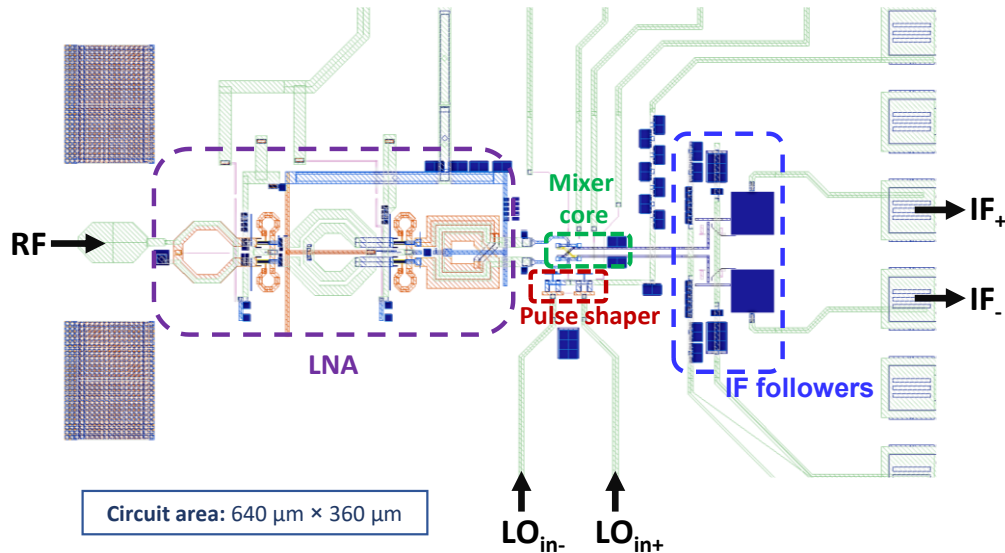 Mixer
core
RF
IF+
IF-
Pulse shaper
LNA
IF followers
Circuit area: 640 µm × 360 µm
LOin- LOin+